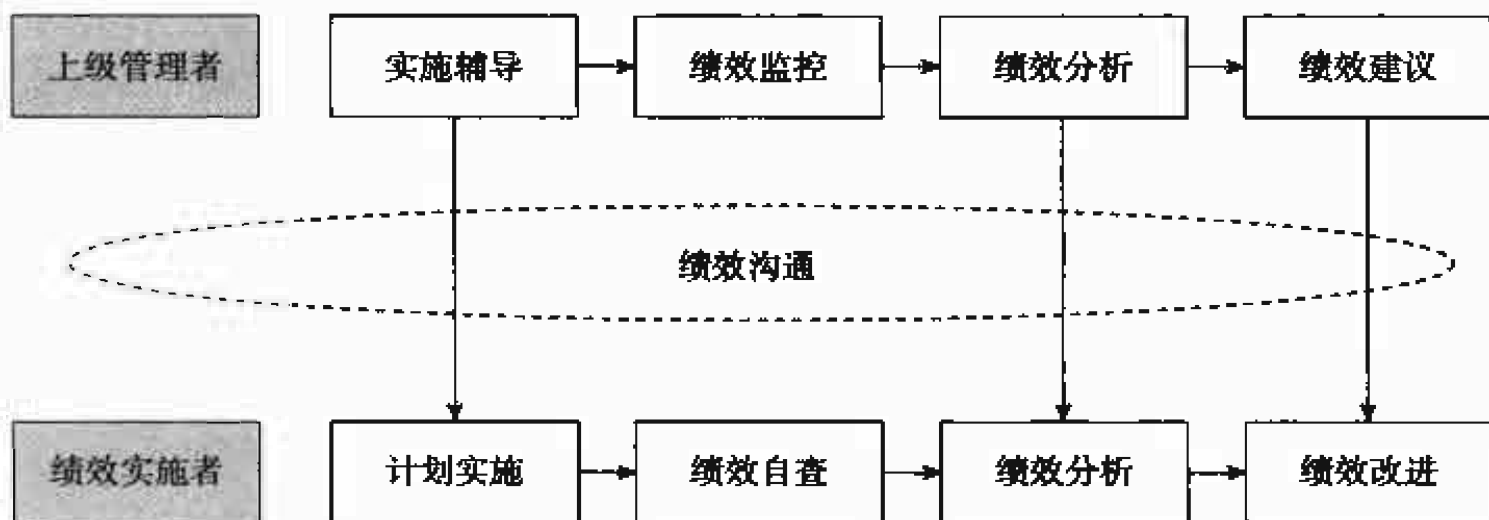 上级管理者
实施辅导
绩效监控
绩效分析
绩效建议
绩效沟通
绩效实施者
计划实施
绩效自查
绩效分析
绩效改进